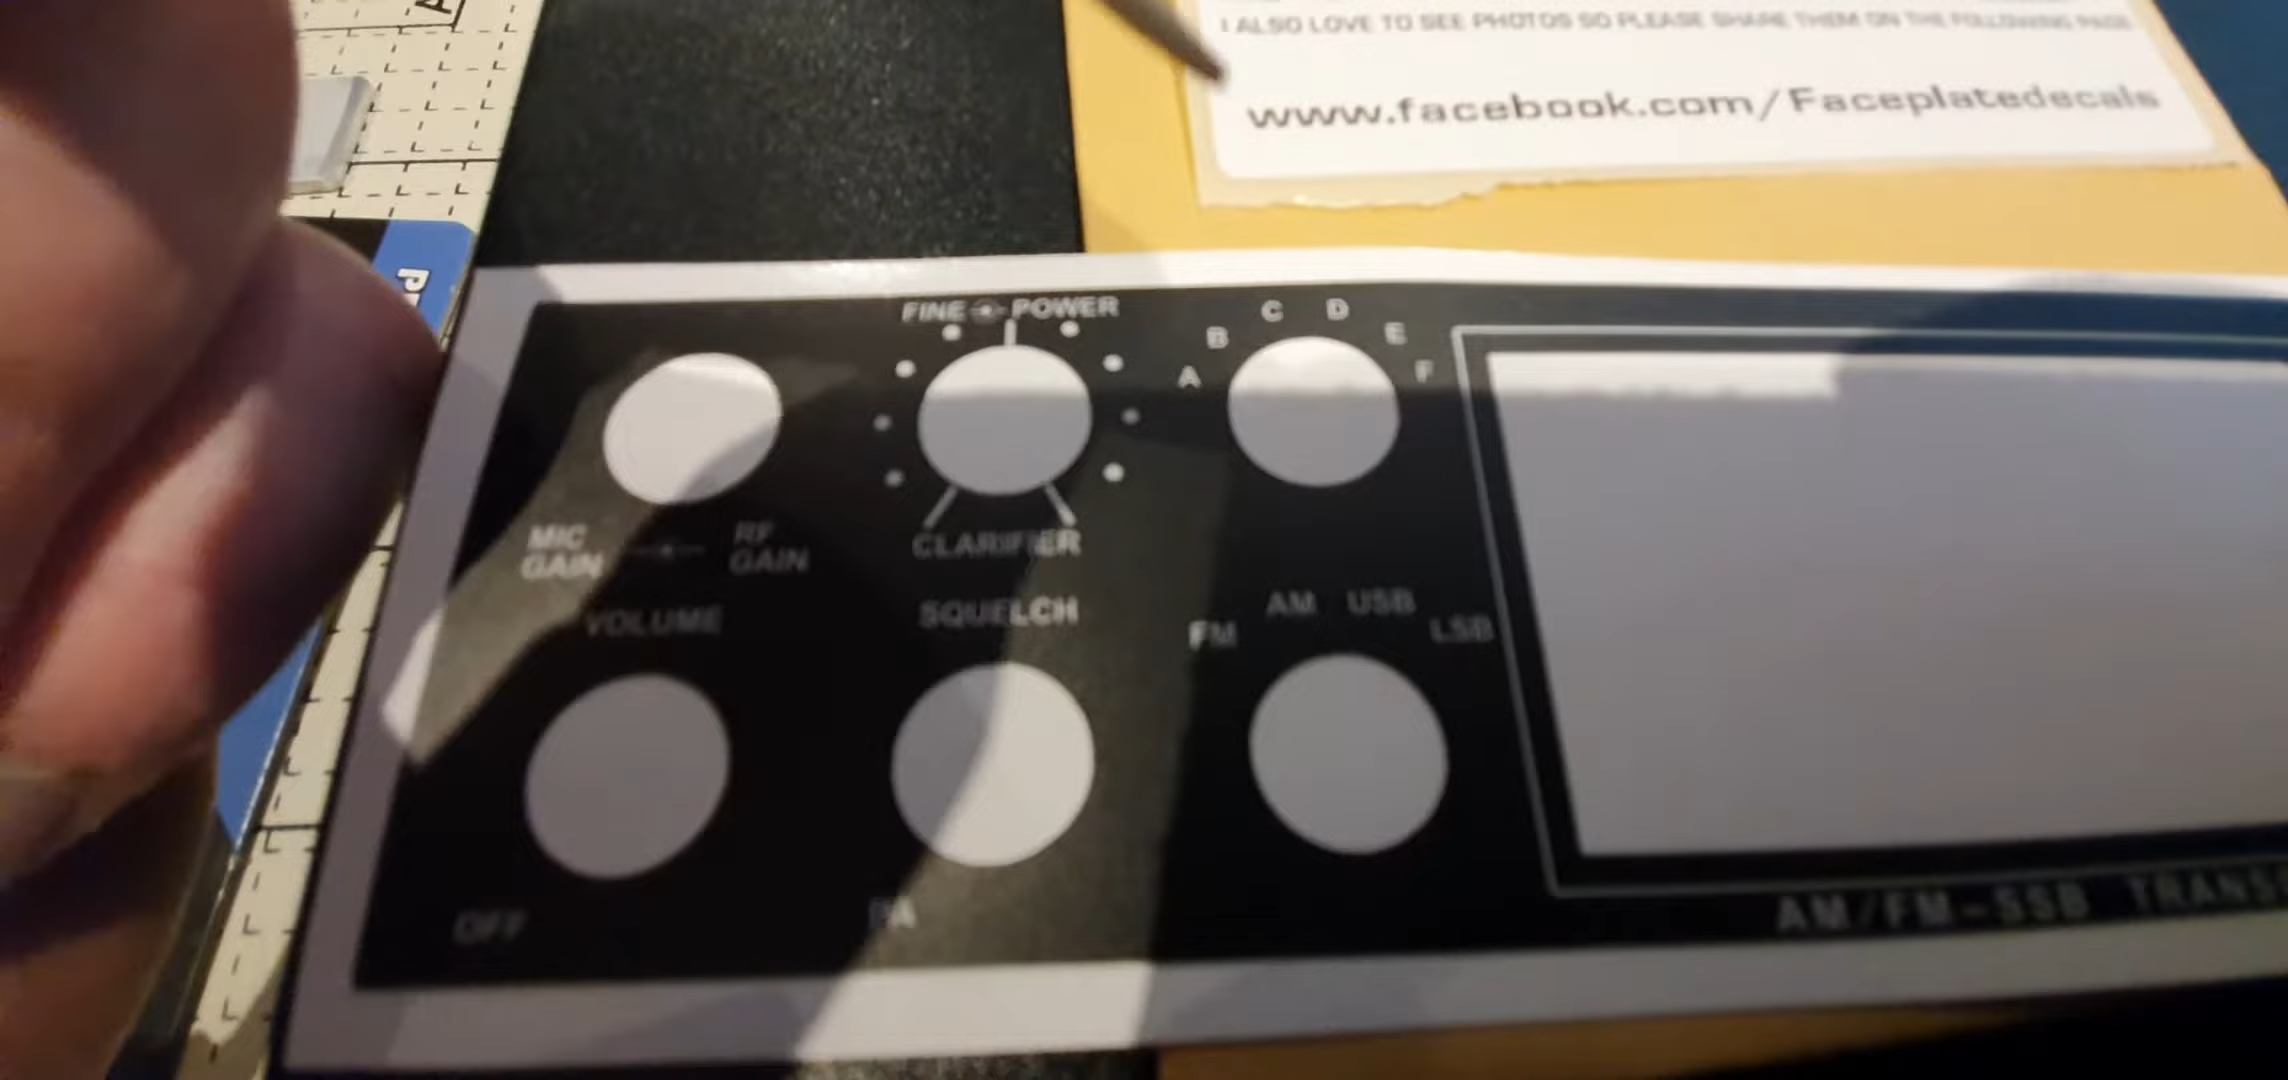 I ALSO LOVE TO SEE PHOTOS SO PLEASE SHARE THEM ON THE FOLLOWING PAGE
www.facebook.com/Faceplatedecals
FINE POWER
A B C D E F
MIC GAIN
RF GAIN
CLARIFIER
VOLUME
SQUELCH
FM AM USB LSB
OFF
PA
AM/FM-SSB